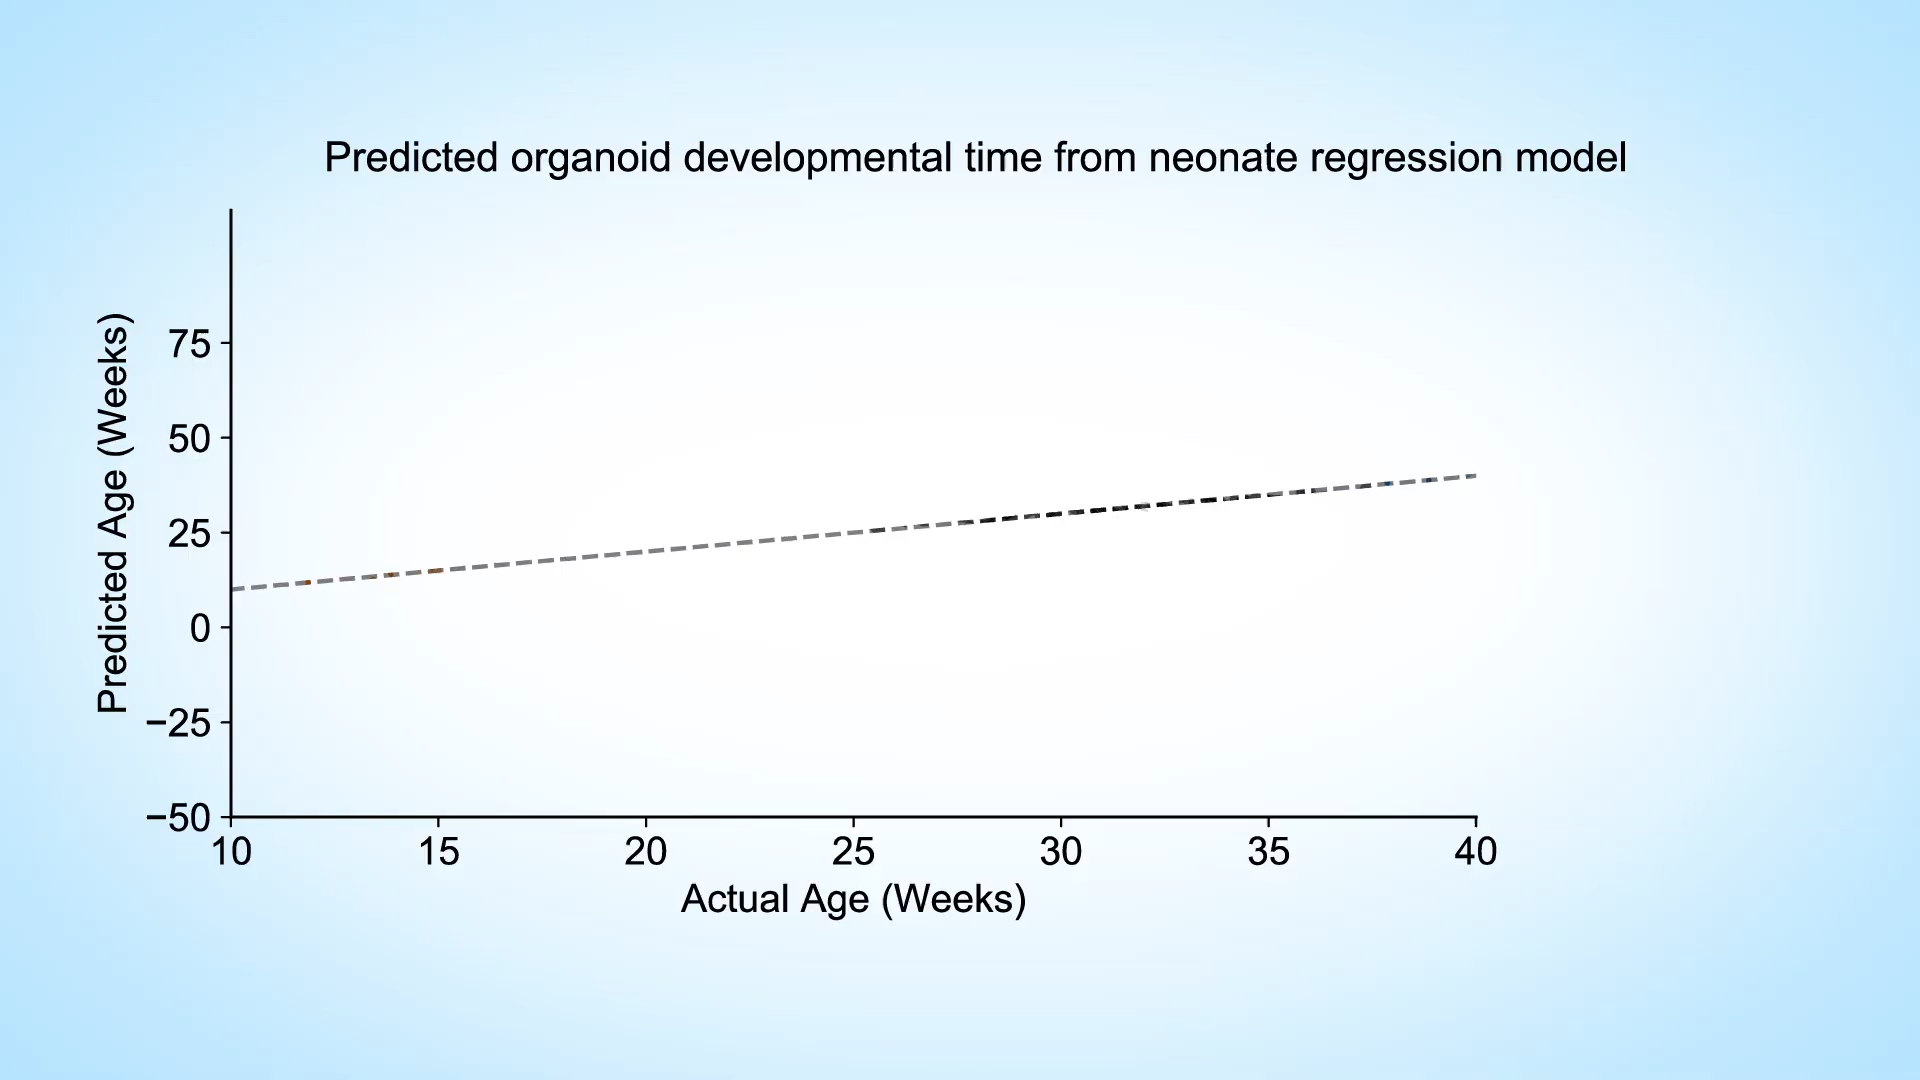 Predicted organoid developmental time from neonate regression model
Predicted Age (Weeks)
75
50
25
0
−25
−50
10 15 20 25 30 35 40
Actual Age (Weeks)